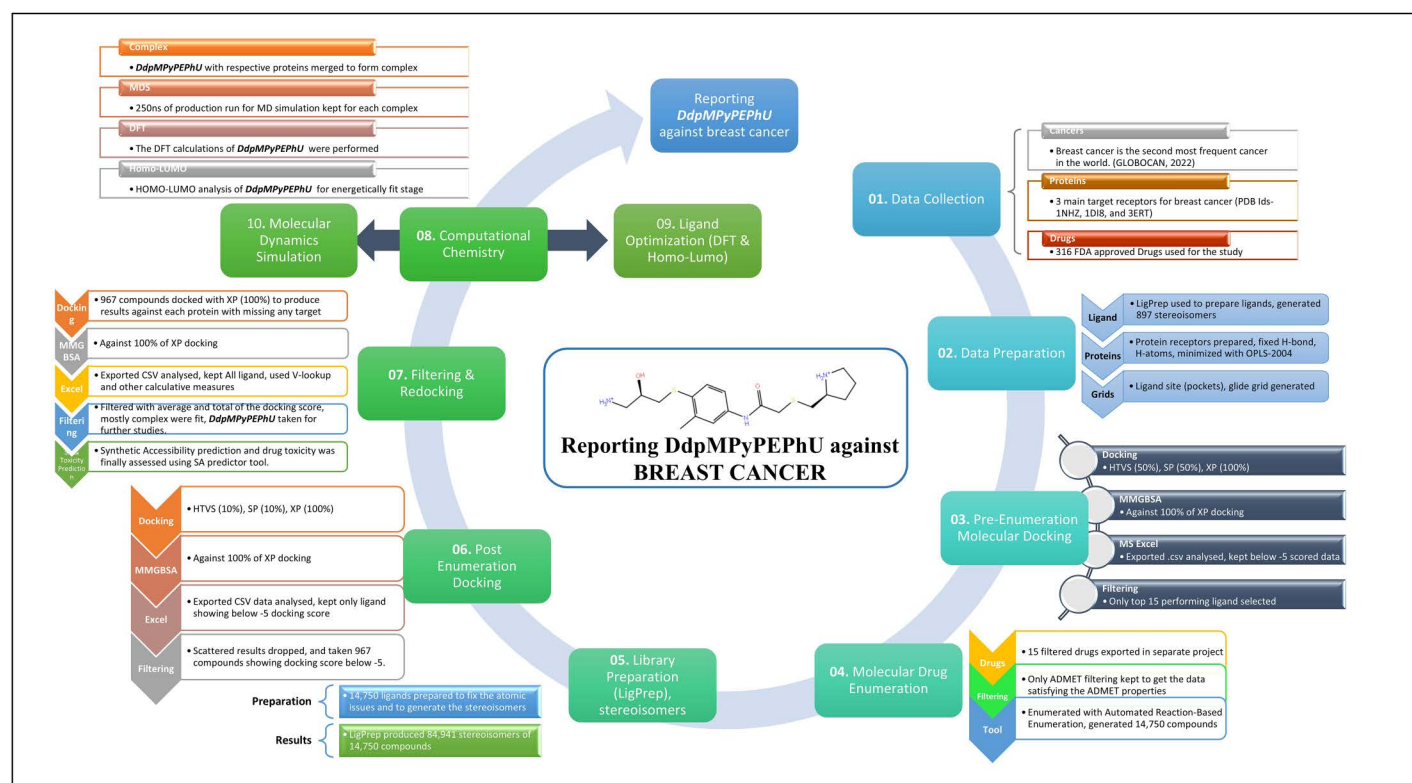 Complex
• DdpMPyPEPhU with respective proteins merged to form complex
MDS
• 250ns of production run for MD simulation kept for each complex
DFT
• The DFT calculations of DdpMPyPEPhU were performed
Homo-LUMO
• HOMO-LUMO analysis of DdpMPyPEPhU for energetically fit stage
Reporting
DdpMPyPEPhU
against breast cancer
01. Data Collection
Cancers
• Breast cancer is the second most frequent cancer
in the world. (GLOBOCAN, 2022)
Proteins
• 3 main target receptors for breast cancer (PDB Ids-
1NHZ, 1DI8, and 3ERT)
Drugs
• 316 FDA approved Drugs used for the study
10. Molecular
Dynamics
Simulation
08. Computational
Chemistry
09. Ligand
Optimization (DFT &
Homo-Lumo)
02. Data Preparation
Ligand
• LigPrep used to prepare ligands, generated
897 stereoisomers
Proteins
• Protein receptors prepared, fixed H-bond,
H-atoms, minimized with OPLS-2004
Grids
• Ligand site (pockets), glide grid generated
07. Filtering &
Redocking
Dockin
g
• 967 compounds docked with XP (100%) to produce
results against each protein with missing any target
MMG
BSA
• Against 100% of XP docking
Excel
• Exported CSV analysed, kept All ligand, used V-lookup
and other calculative measures
Filteri
ng
• Filtered with average and total of the docking score,
mostly complex were fit, DdpMPyPEPhU taken for
further studies.
Toxicity
Predictio
n
• Synthetic Accessibility prediction and drug toxicity was
finally assessed using SA predictor tool.
OH
S
O
H₂N⁺
NH₃⁺
NH
S
Reporting DdpMPyPEPhU against
BREAST CANCER
03. Pre-Enumeration
Molecular Docking
Docking
• HTVS (50%), SP (50%), XP (100%)
MMGBSA
• Against 100% of XP docking
MS Excel
• Exported .csv analysed, kept below -5 scored data
Filtering
• Only top 15 performing ligand selected
06. Post
Enumeration
Docking
Docking
• HTVS (10%), SP (10%), XP (100%)
MMGBSA
• Against 100% of XP docking
Excel
• Exported CSV data analysed, kept only ligand
showing below -5 docking score
Filtering
• Scattered results dropped, and taken 967
compounds showing docking score below -5.
05. Library
Preparation
(LigPrep),
stereoisomers
Preparation
• 14,750 ligands prepared to fix the atomic
issues and to generate the stereoisomers
Results
• LigPrep produced 84,941 stereoisomers of
14,750 compounds
04. Molecular Drug
Enumeration
Drugs
• 15 filtered drugs exported in separate project
Filtering
• Only ADMET filtering kept to get the data
satisfying the ADMET properties
Tool
• Enumerated with Automated Reaction-Based
Enumeration, generated 14,750 compounds